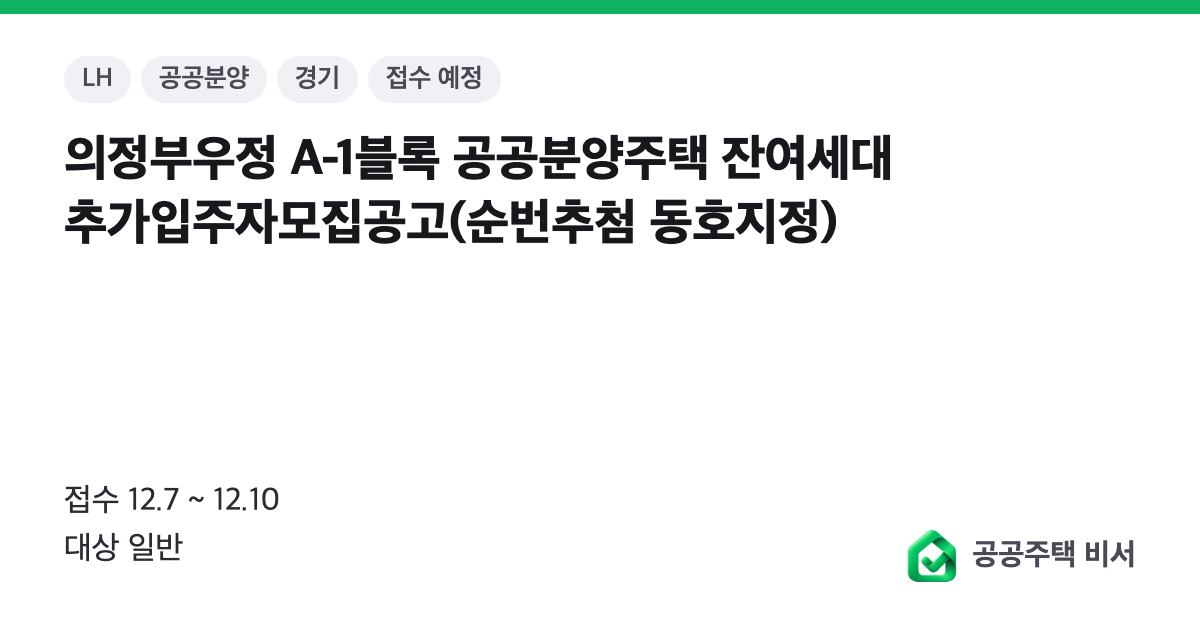 LH 공공분양 경기 접수 예정
의정부우정 A-1블록 공공분양주택 잔여세대
추가입주자모집공고(순번추첨 동호지정)
접수 12.7 ~ 12.10
대상 일반
공공주택 비서